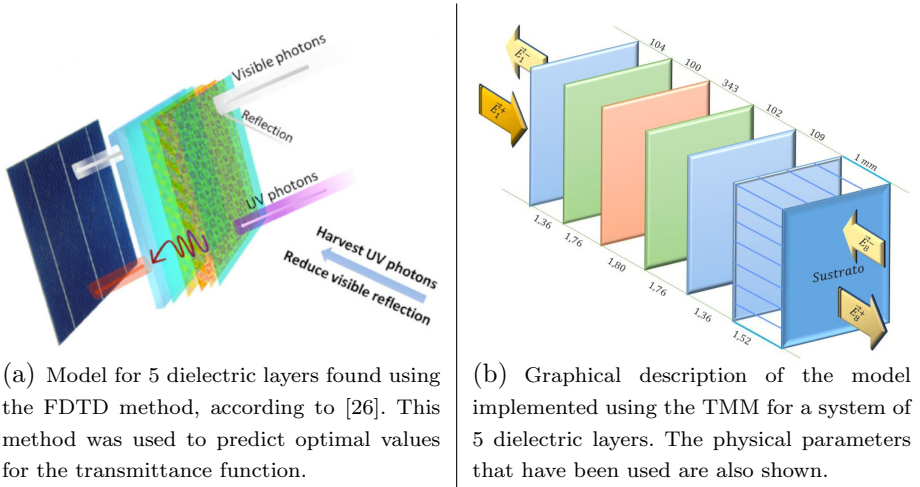 Visible photons
Reflection
UV photons
Harvest UV photons
Reduce visible reflection
(a) Model for 5 dielectric layers found using
the FDTD method, according to [26]. This
method was used to predict optimal values
for the transmittance function.
E⃗₁⁻
E⃗₁⁺
104
100
343
102
109
1 mm
1,36
1,76
1,80
1,76
1,36
1,52
E⃗₈⁻
Sustrato
E⃗₈⁺
(b) Graphical description of the model
implemented using the TMM for a system of
5 dielectric layers. The physical parameters
that have been used are also shown.